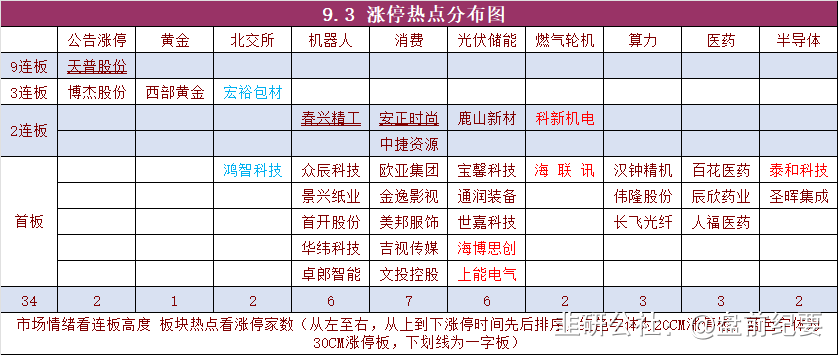 9.3 涨停热点分布图
公告涨停 黄金 北交所 机器人 消费 光伏储能 燃气轮机 算力 医药 半导体
9连板 天普股份
3连板 博杰股份 西部黄金 宏裕包材
2连板 春兴精工 安正时尚 鹿山新材 科新机电
中捷资源
首板 鸿智科技 众辰科技 欧亚集团 宝馨科技 海联讯 汉钟精机 百花医药 泰和科技
景兴纸业 金逸影视 通润装备 伟隆股份 辰欣药业 圣晖集成
首开股份 美邦服饰 世嘉科技 长飞光纤 人福医药
华纬科技 吉视传媒 海博思创
卓郎智能 文投控股 上能电气
34 2 1 2 6 7 6 2 3 3 2
市场情绪看连板高度 板块热点看涨停家数（从左至右，从上到下涨停时间先后排序
30CM涨停板，下划线为一字板）
韭研公社@盘前纪要